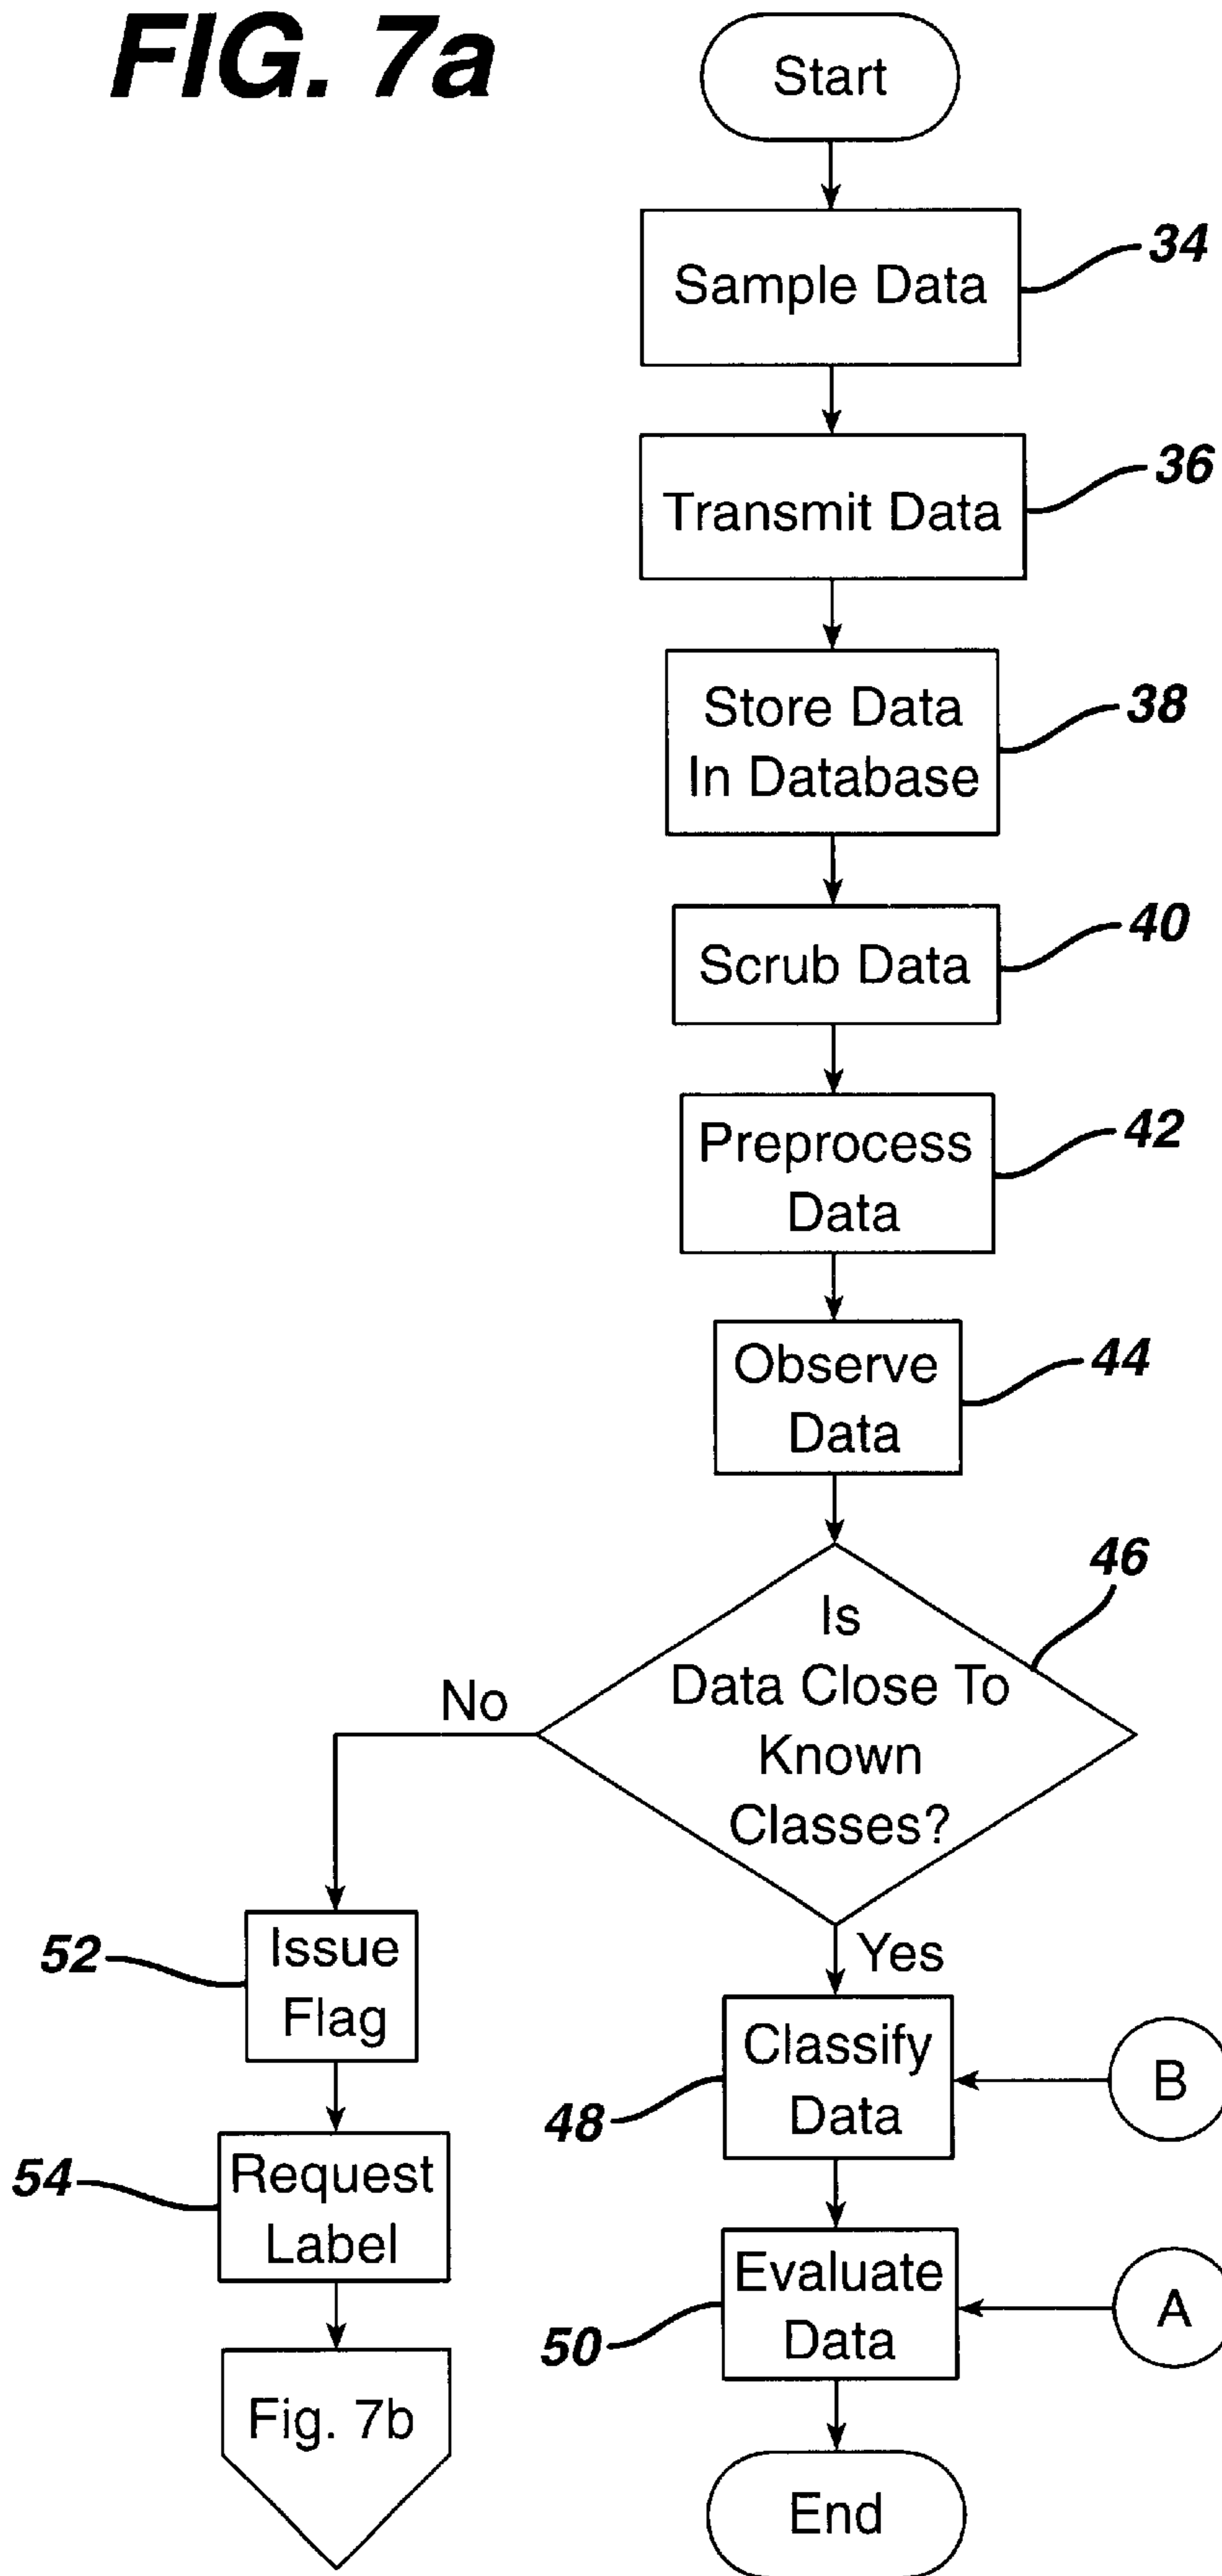 FIG. 7a
Start
Sample Data
34
Transmit Data
36
Store Data
In Database
38
Scrub Data
40
Preprocess
Data
42
Observe
Data
44
Is
Data Close To
Known
Classes?
46
No
Yes
52
Issue
Flag
54
Request
Label
Fig. 7b
Classify
Data
48
B
Evaluate
Data
50
A
End